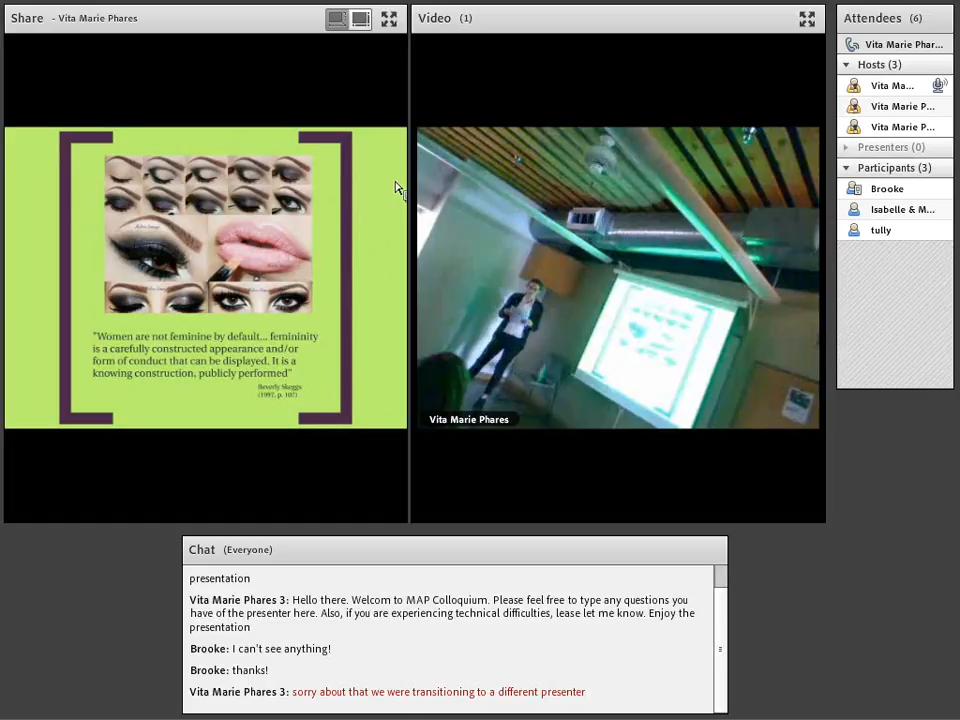 Share - Vita Marie Phares
Video (1)
Attendees (6)
Vita Marie Phar...
Hosts (3)
Vita Ma...
Vita Marie P...
Vita Marie P...
Presenters (0)
Participants (3)
Brooke
Isabelle & M...
tully
"Women are not feminine by default... femininity
is a carefully constructed appearance and/or
form of conduct that can be displayed. It is a
knowing construction, publicly performed"
Beverly Skeggs
(1997, p. 102)
Vita Marie Phares
Chat (Everyone)
presentation
Vita Marie Phares 3: Hello there. Welcom to MAP Colloquium. Please feel free to type any questions you
have of the presenter here. Also, if you are experiencing technical difficulties, lease let me know. Enjoy the
presentation
Brooke: I can't see anything!
Brooke: thanks!
Vita Marie Phares 3: sorry about that we were transitioning to a different presenter